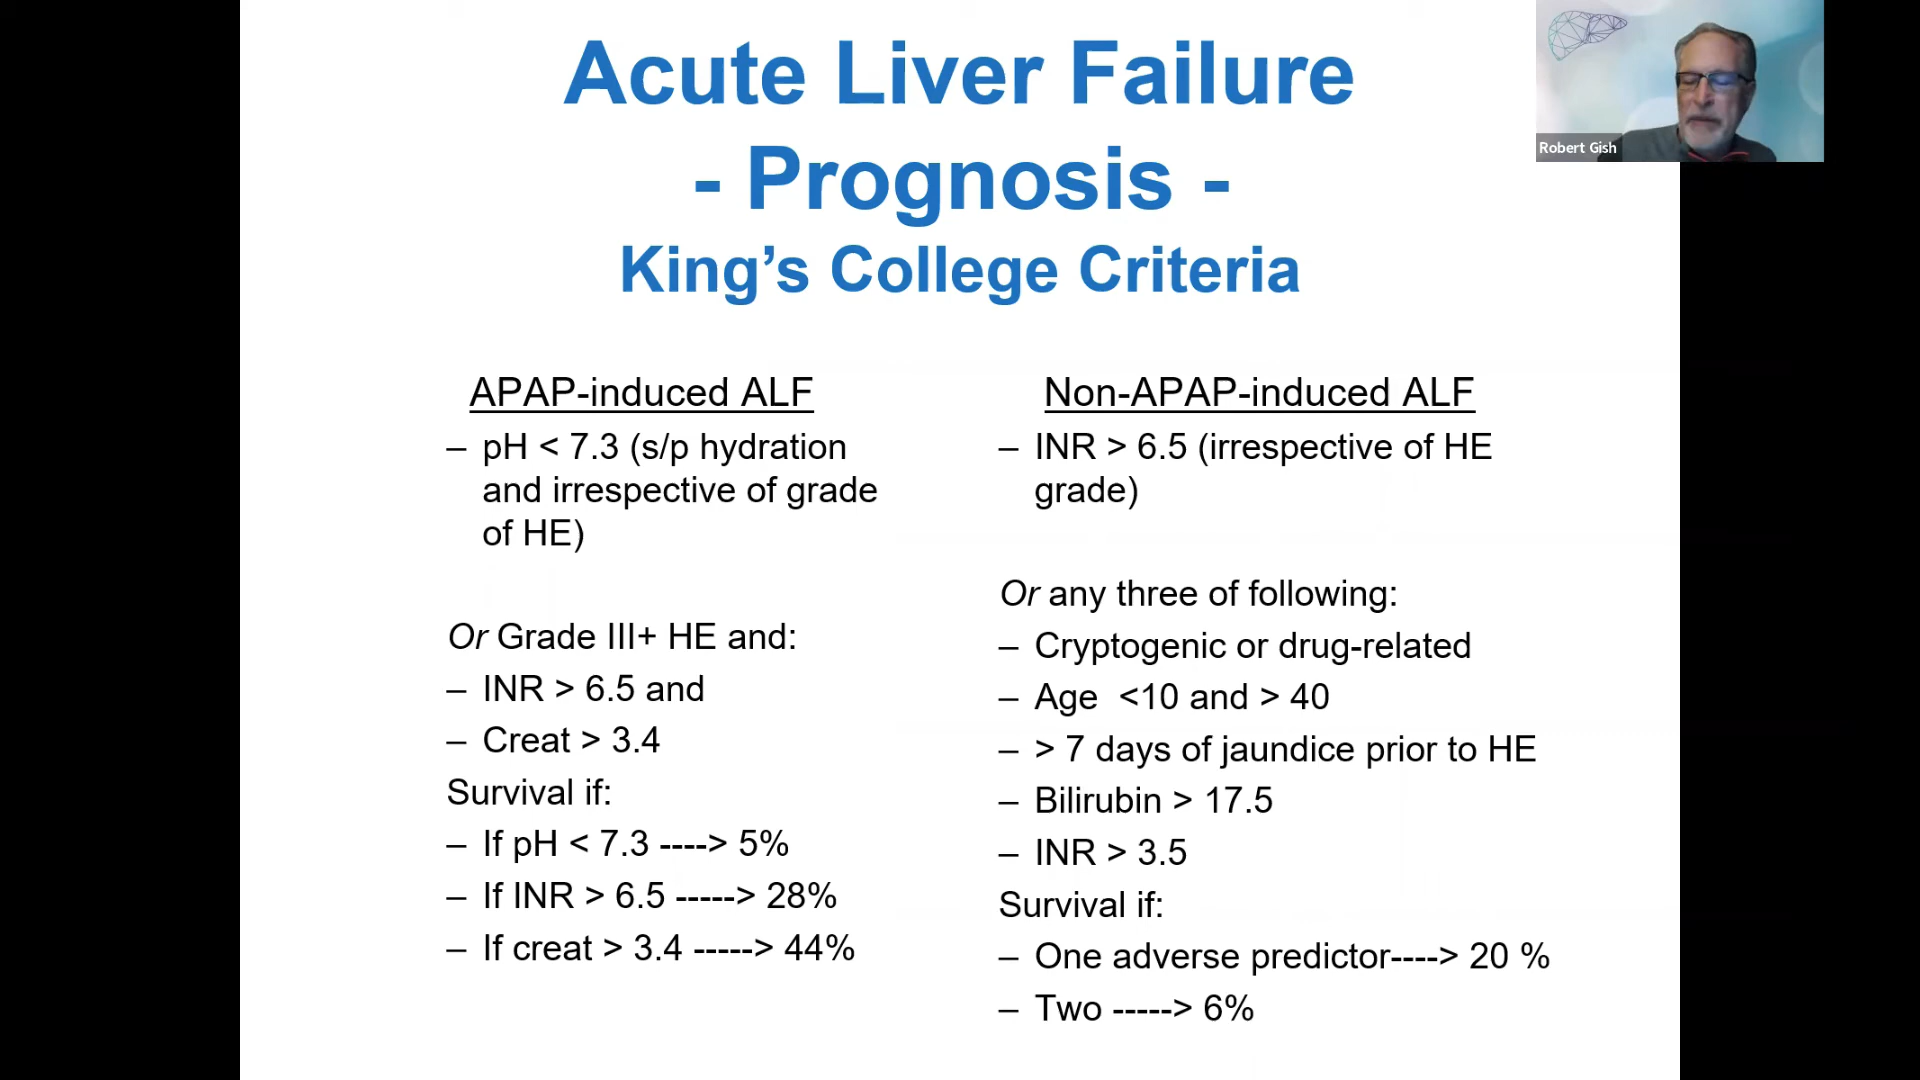 Acute Liver Failure
- Prognosis -
King’s College Criteria
Robert Gish
APAP-induced ALF
– pH < 7.3 (s/p hydration
and irrespective of grade
of HE)
Or Grade III+ HE and:
– INR > 6.5 and
– Creat > 3.4
Survival if:
– If pH < 7.3 ----> 5%
– If INR > 6.5 -----> 28%
– If creat > 3.4 -----> 44%
Non-APAP-induced ALF
– INR > 6.5 (irrespective of HE
grade)
Or any three of following:
– Cryptogenic or drug-related
– Age  <10 and > 40
– > 7 days of jaundice prior to HE
– Bilirubin > 17.5
– INR > 3.5
Survival if:
– One adverse predictor----> 20 %
– Two -----> 6%